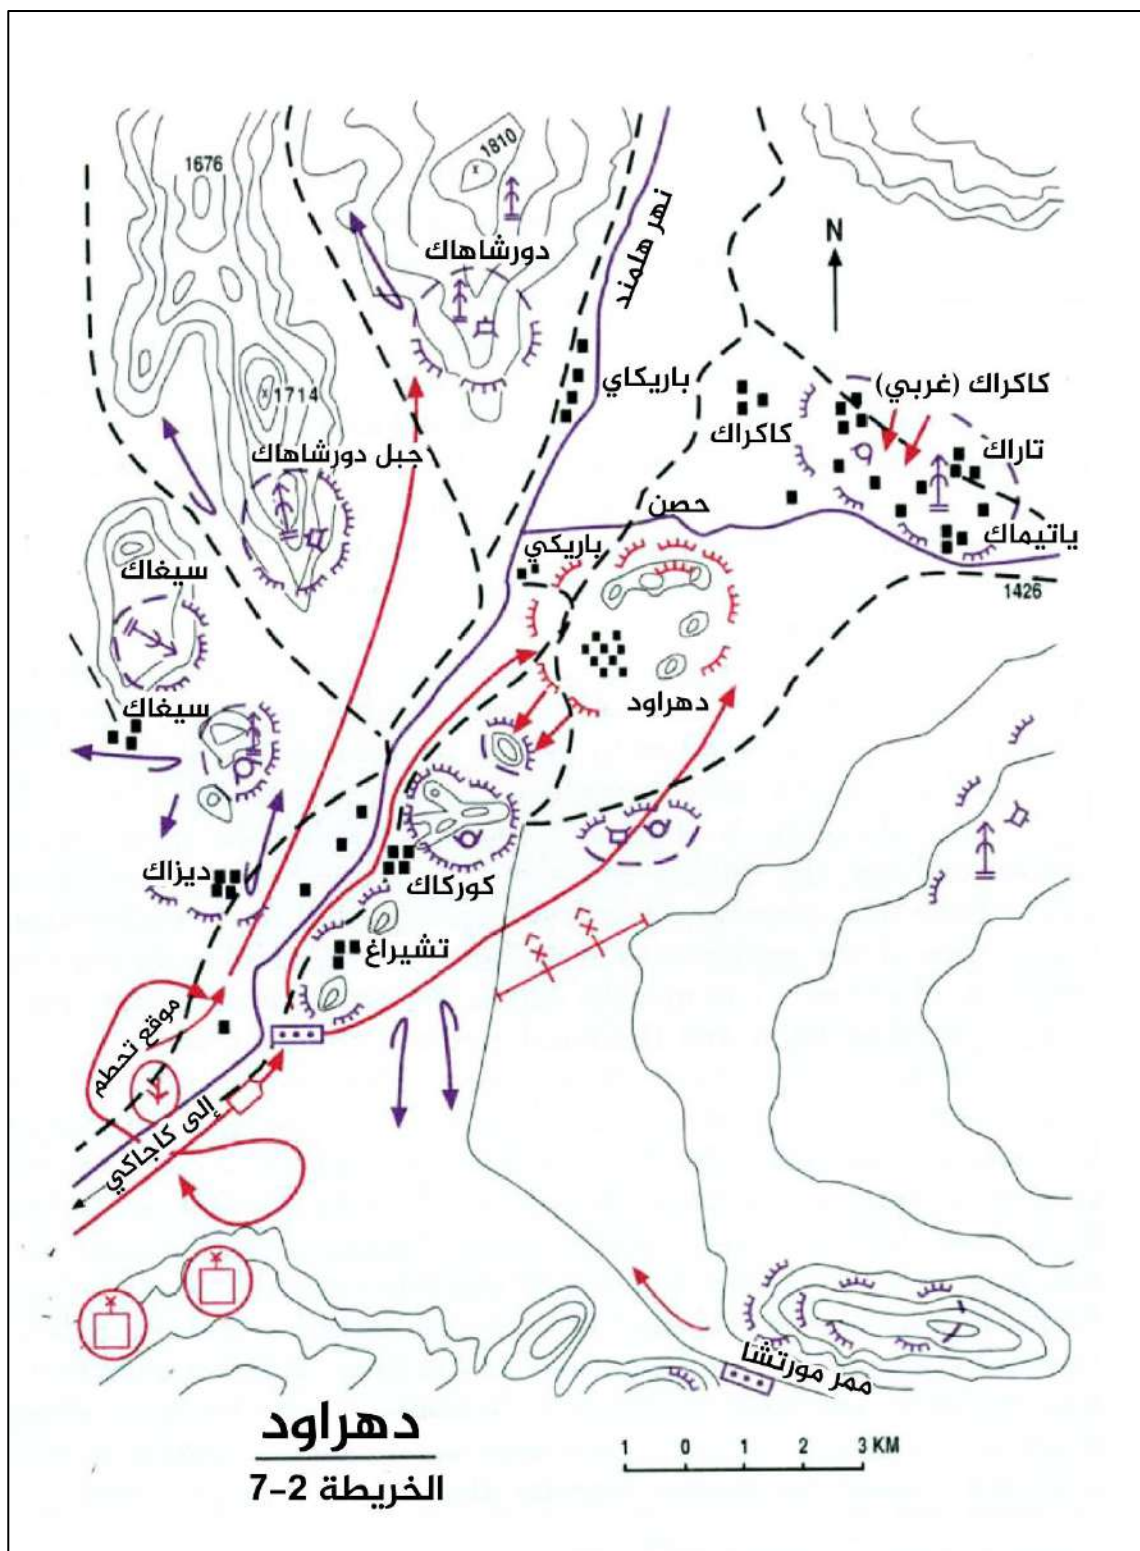 1810
1676
نهر هلمند
دورشاهاك
N
باريكاي
كاكراك (غربي)
1714
كاكراك
جبل دورشاهاك
تاراك
حصن
ياتيماك
باريكي
سيغاك
1426
سيغاك
دهراود
ديزاك
كوركاك
تشيراغ
موقع تحطم
إلى كاجاكي
ممر مورتشا
دهراود
الخريطة 2-7
1 0 1 2 3 KM